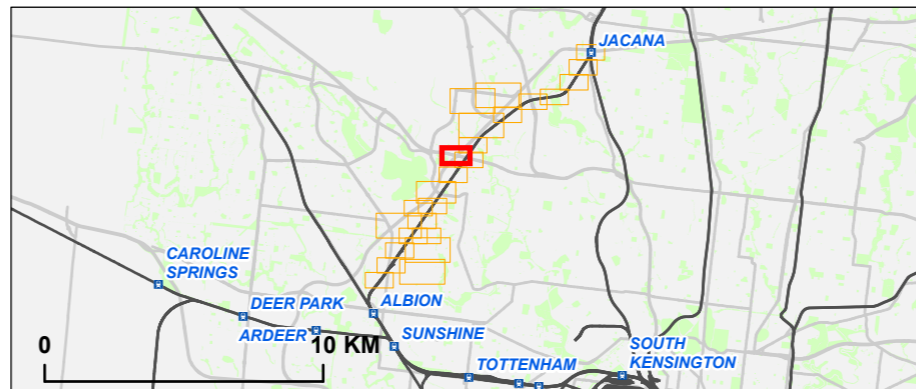 JACANA
CAROLINE
SPRINGS
DEER PARK
ALBION
ARDEER
SUNSHINE
SOUTH
KENSINGTON
TOTTENHAM
0
10 KM